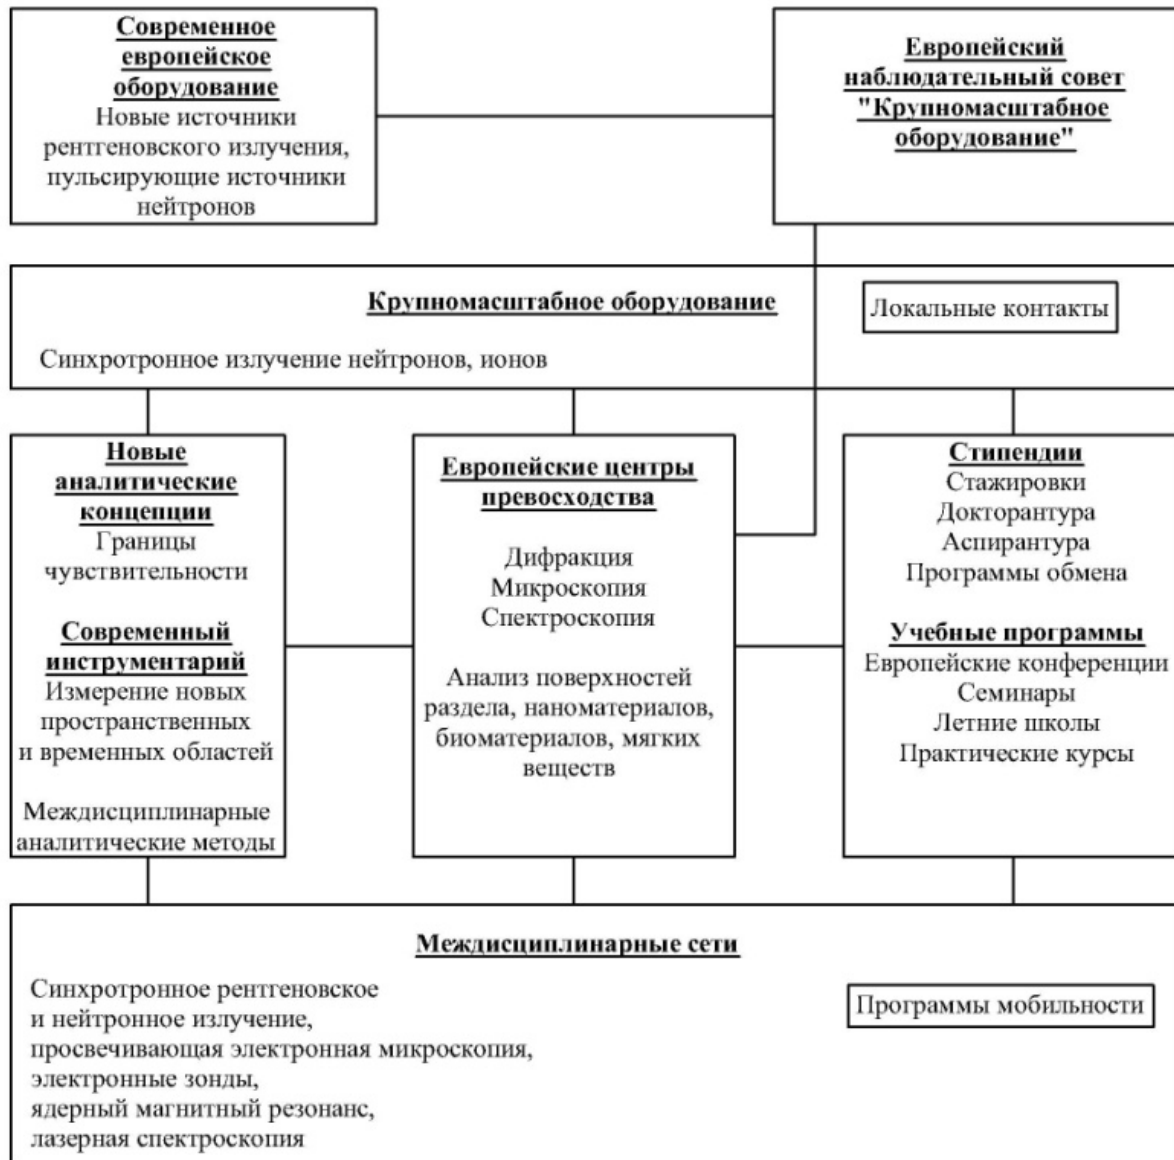 Современное
европейское
оборудование
Новые источники
рентгеновского излучения,
пульсирующие источники
нейтронов
Европейский
наблюдательный совет
"Крупномасштабное
оборудование"
Крупномасштабное оборудование
Локальные контакты
Синхротронное излучение нейтронов, ионов
Новые
аналитические
концепции
Границы
чувствительности
Современный
инструментарий
Измерение новых
пространственных
и временных областей
Междисциплинарные
аналитические методы
Европейские центры
превосходства
Дифракция
Микроскопия
Спектроскопия
Анализ поверхностей
раздела, наноматериалов,
биоматериалов, мягких
веществ
Стипендии
Стажировки
Докторантура
Аспирантура
Программы обмена
Учебные программы
Европейские конференции
Семинары
Летние школы
Практические курсы
Междисциплинарные сети
Синхротронное рентгеновское
и нейтронное излучение,
просвечивающая электронная микроскопия,
электронные зонды,
ядерный магнитный резонанс,
лазерная спектроскопия
Программы мобильности